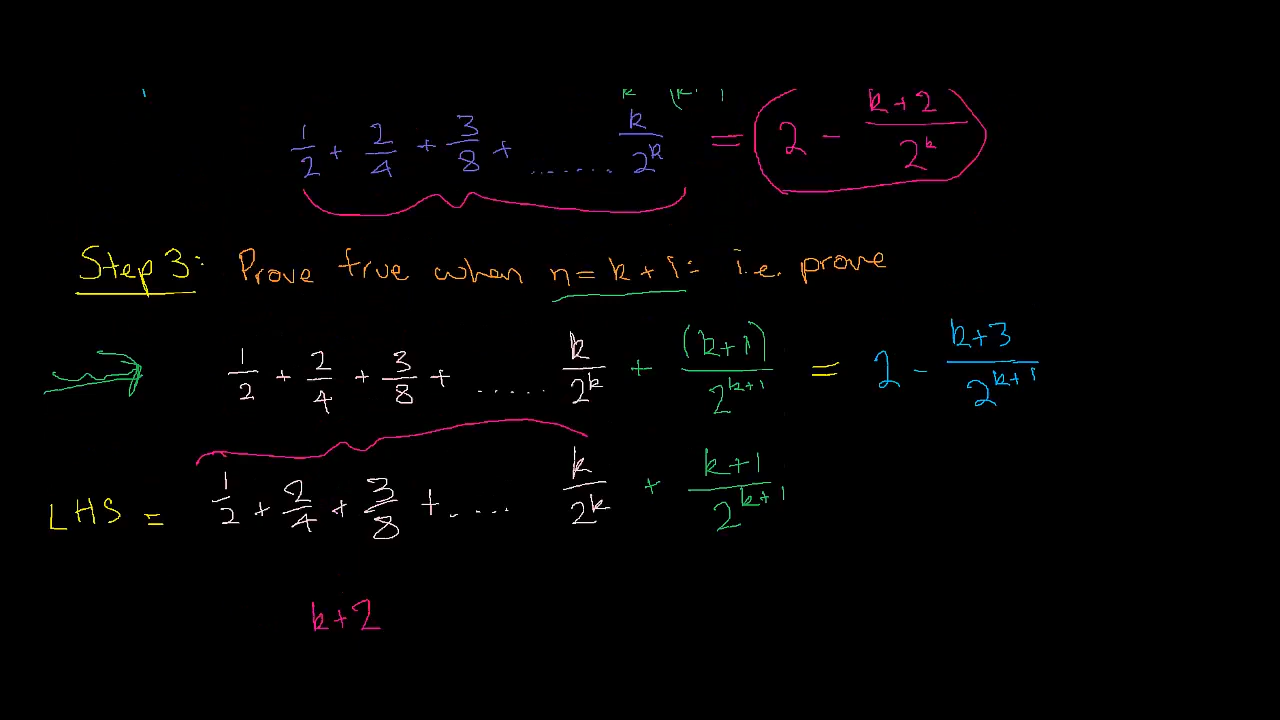 1/2 + 2/4 + 3/8 + ....... k/2^k = 2 - (k+2)/2^k
Step 3: Prove true when n=k+1: i.e. prove
1/2 + 2/4 + 3/8 + ..... k/2^k + (k+1)/2^(k+1) = 2 - (k+3)/2^(k+1)
LHS = 1/2 + 2/4 + 3/8 + ..... k/2^k + (k+1)/2^(k+1)
k+2